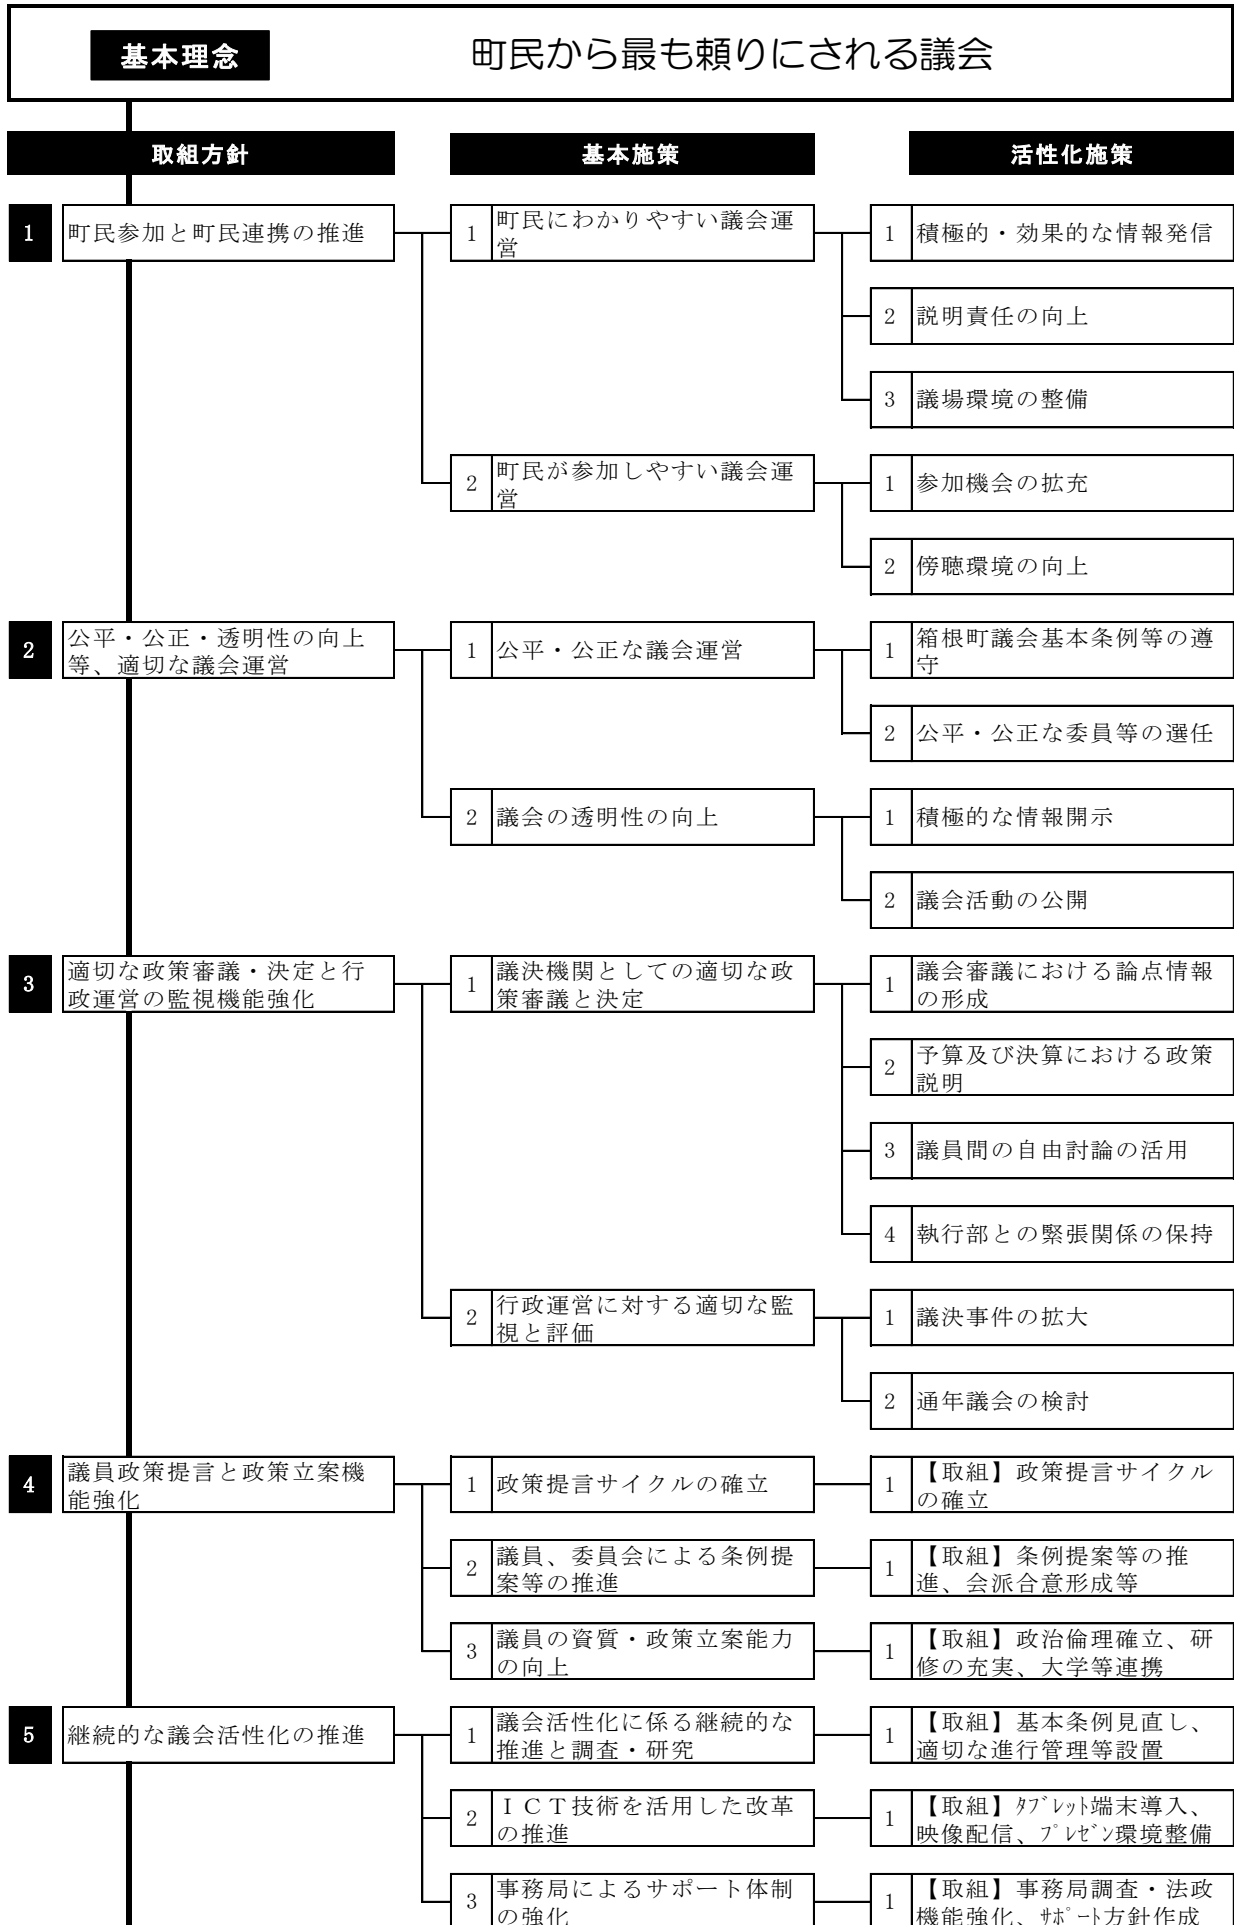 基本理念
町民から最も頼りにされる議会
取組方針
基本施策
活性化施策
1
町民参加と町民連携の推進
1
町民にわかりやすい議会運
営
1
積極的・効果的な情報発信
2
説明責任の向上
3
議場環境の整備
2
町民が参加しやすい議会運
営
1
参加機会の拡充
2
傍聴環境の向上
2
公平・公正・透明性の向上
等、適切な議会運営
1
公平・公正な議会運営
1
箱根町議会基本条例等の遵
守
2
公平・公正な委員等の選任
2
議会の透明性の向上
1
積極的な情報開示
2
議会活動の公開
3
適切な政策審議・決定と行
政運営の監視機能強化
1
議決機関としての適切な政
策審議と決定
1
議会審議における論点情報
の形成
2
予算及び決算における政策
説明
3
議員間の自由討論の活用
4
執行部との緊張関係の保持
2
行政運営に対する適切な監
視と評価
1
議決事件の拡大
2
通年議会の検討
4
議員政策提言と政策立案機
能強化
1
政策提言サイクルの確立
1
【取組】政策提言サイクル
の確立
2
議員、委員会による条例提
案等の推進
1
【取組】条例提案等の推
進、会派合意形成等
3
議員の資質・政策立案能力
の向上
1
【取組】政治倫理確立、研
修の充実、大学等連携
5
継続的な議会活性化の推進
1
議会活性化に係る継続的な
推進と調査・研究
1
【取組】基本条例見直し、
適切な進行管理等設置
2
ＩＣＴ技術を活用した改革
の推進
1
【取組】ﾀﾌﾞﾚｯﾄ端末導入、
映像配信、ﾌﾟﾚｾﾞﾝ環境整備
3
事務局によるサポート体制
の強化
1
【取組】事務局調査・法政
機能強化、ｻﾎﾟｰﾄ方針作成